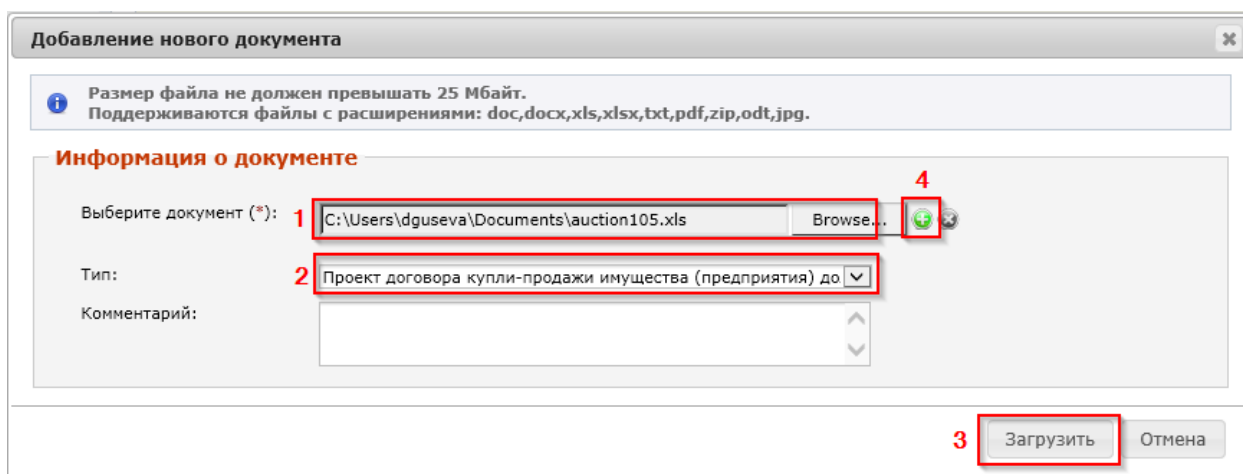 Добавление нового документа
Размер файла не должен превышать 25 Мбайт.
Поддерживаются файлы с расширениями: doc,docx,xls,xlsx,txt,pdf,zip,odt,jpg.
Информация о документе
4
Выберите документ (*): 1 C:\Users\dguseva\Documents\auction105.xls Browse...
Тип: 2 Проект договора купли-продажи имущества (предприятия) до
Комментарий:
3 Загрузить Отмена